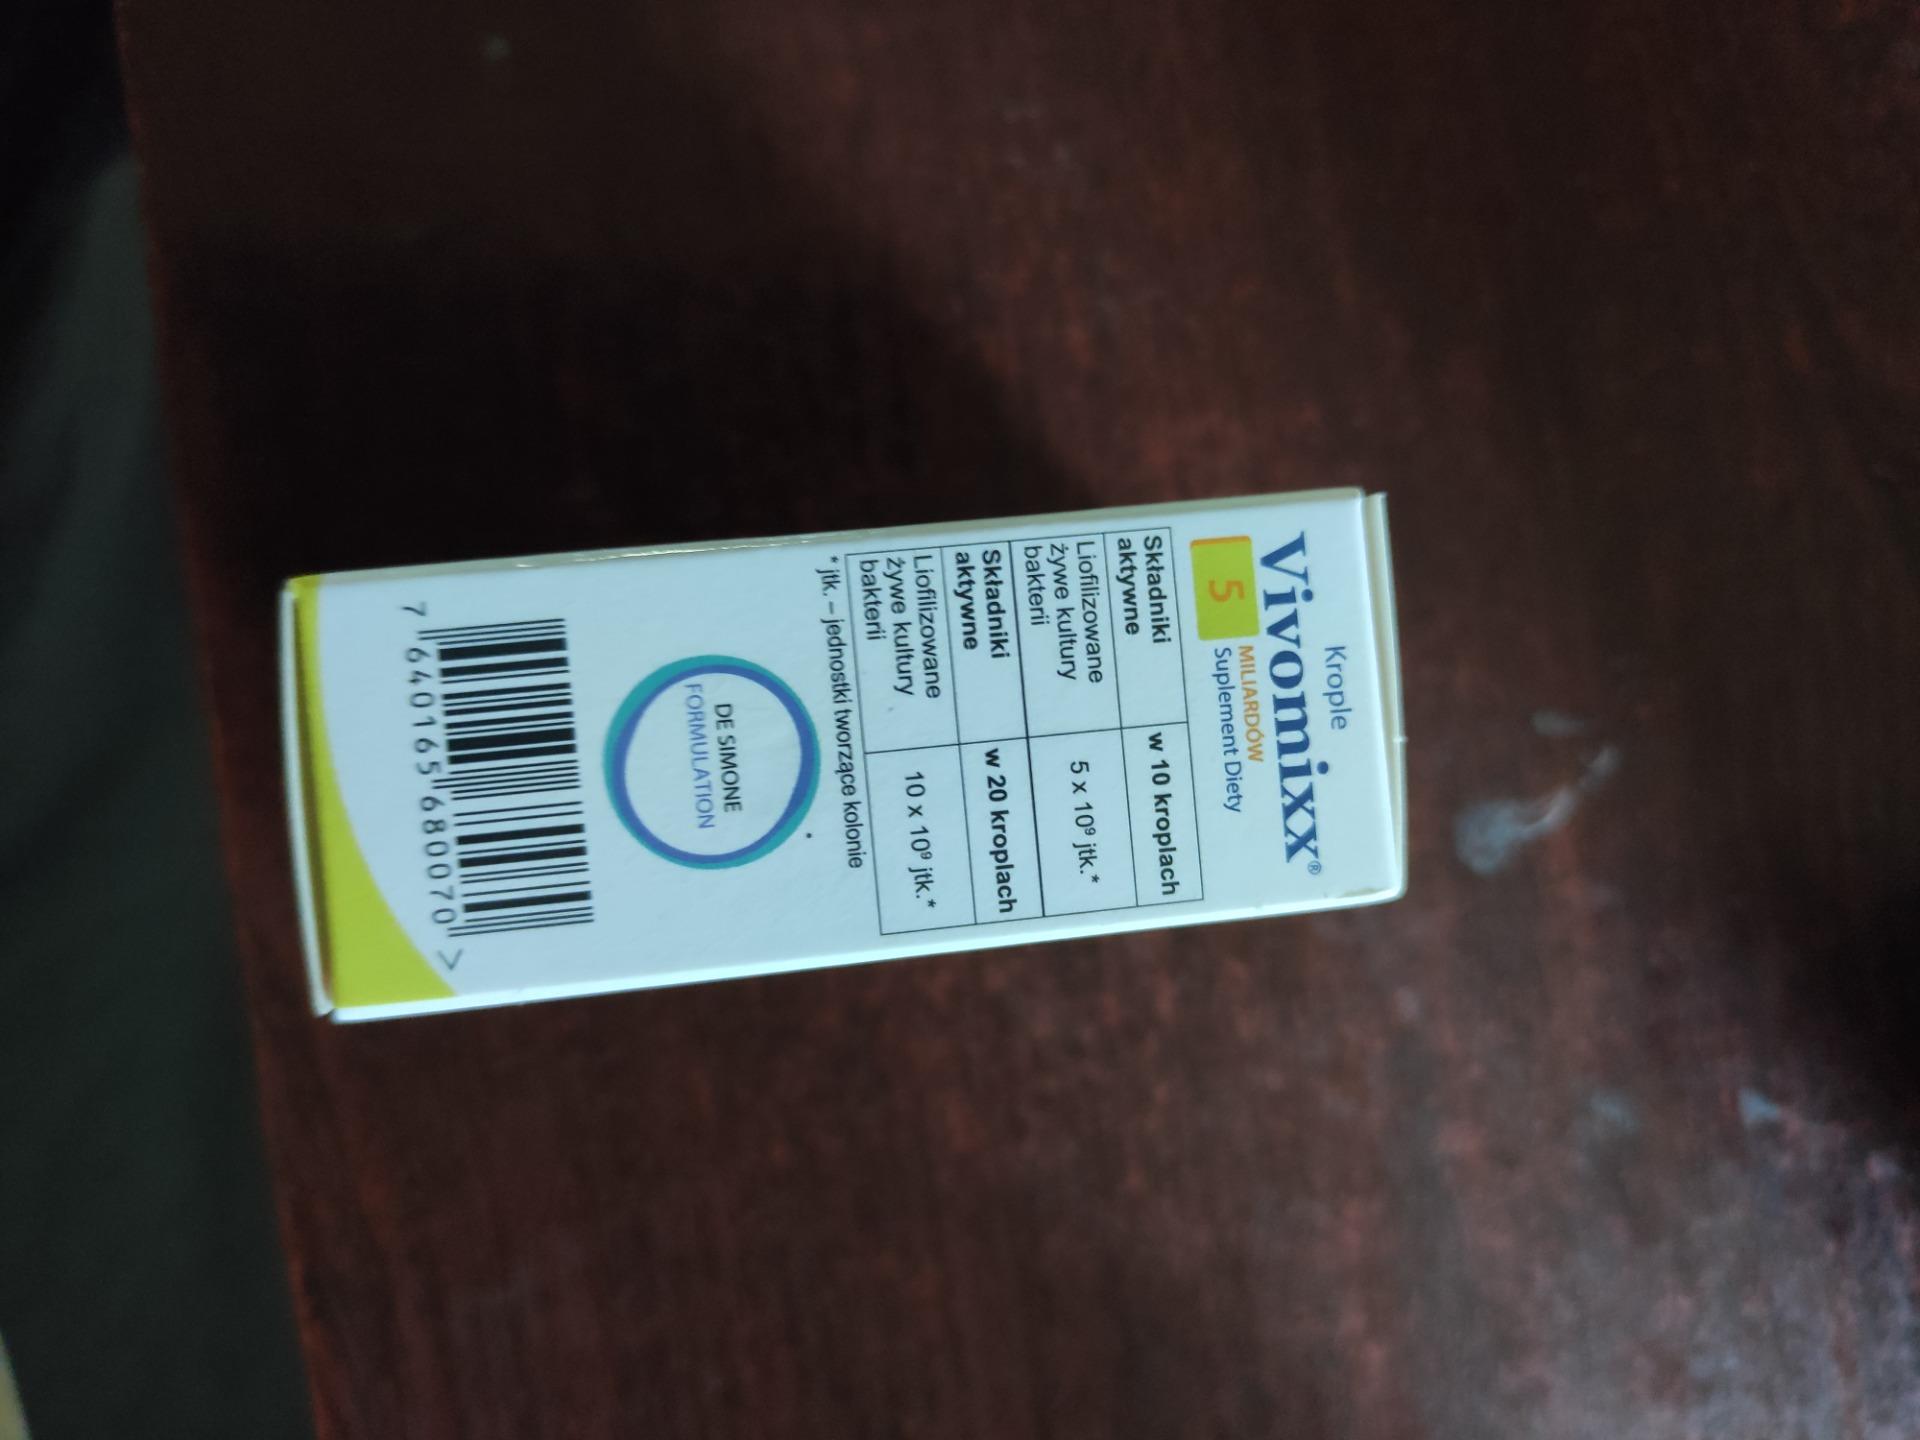 Krople
Vivomixx®
5 MILIARDÓW
Suplement Diety
Składniki aktywne w 10 kroplach
Liofilizowane żywe kultury bakterii 5 x 10⁹ jtk.*
Składniki aktywne w 20 kroplach
Liofilizowane żywe kultury bakterii 10 x 10⁹ jtk.*
* jtk. – jednostki tworzące kolonie
DE SIMONE
FORMULATION
7 640165 680070 >